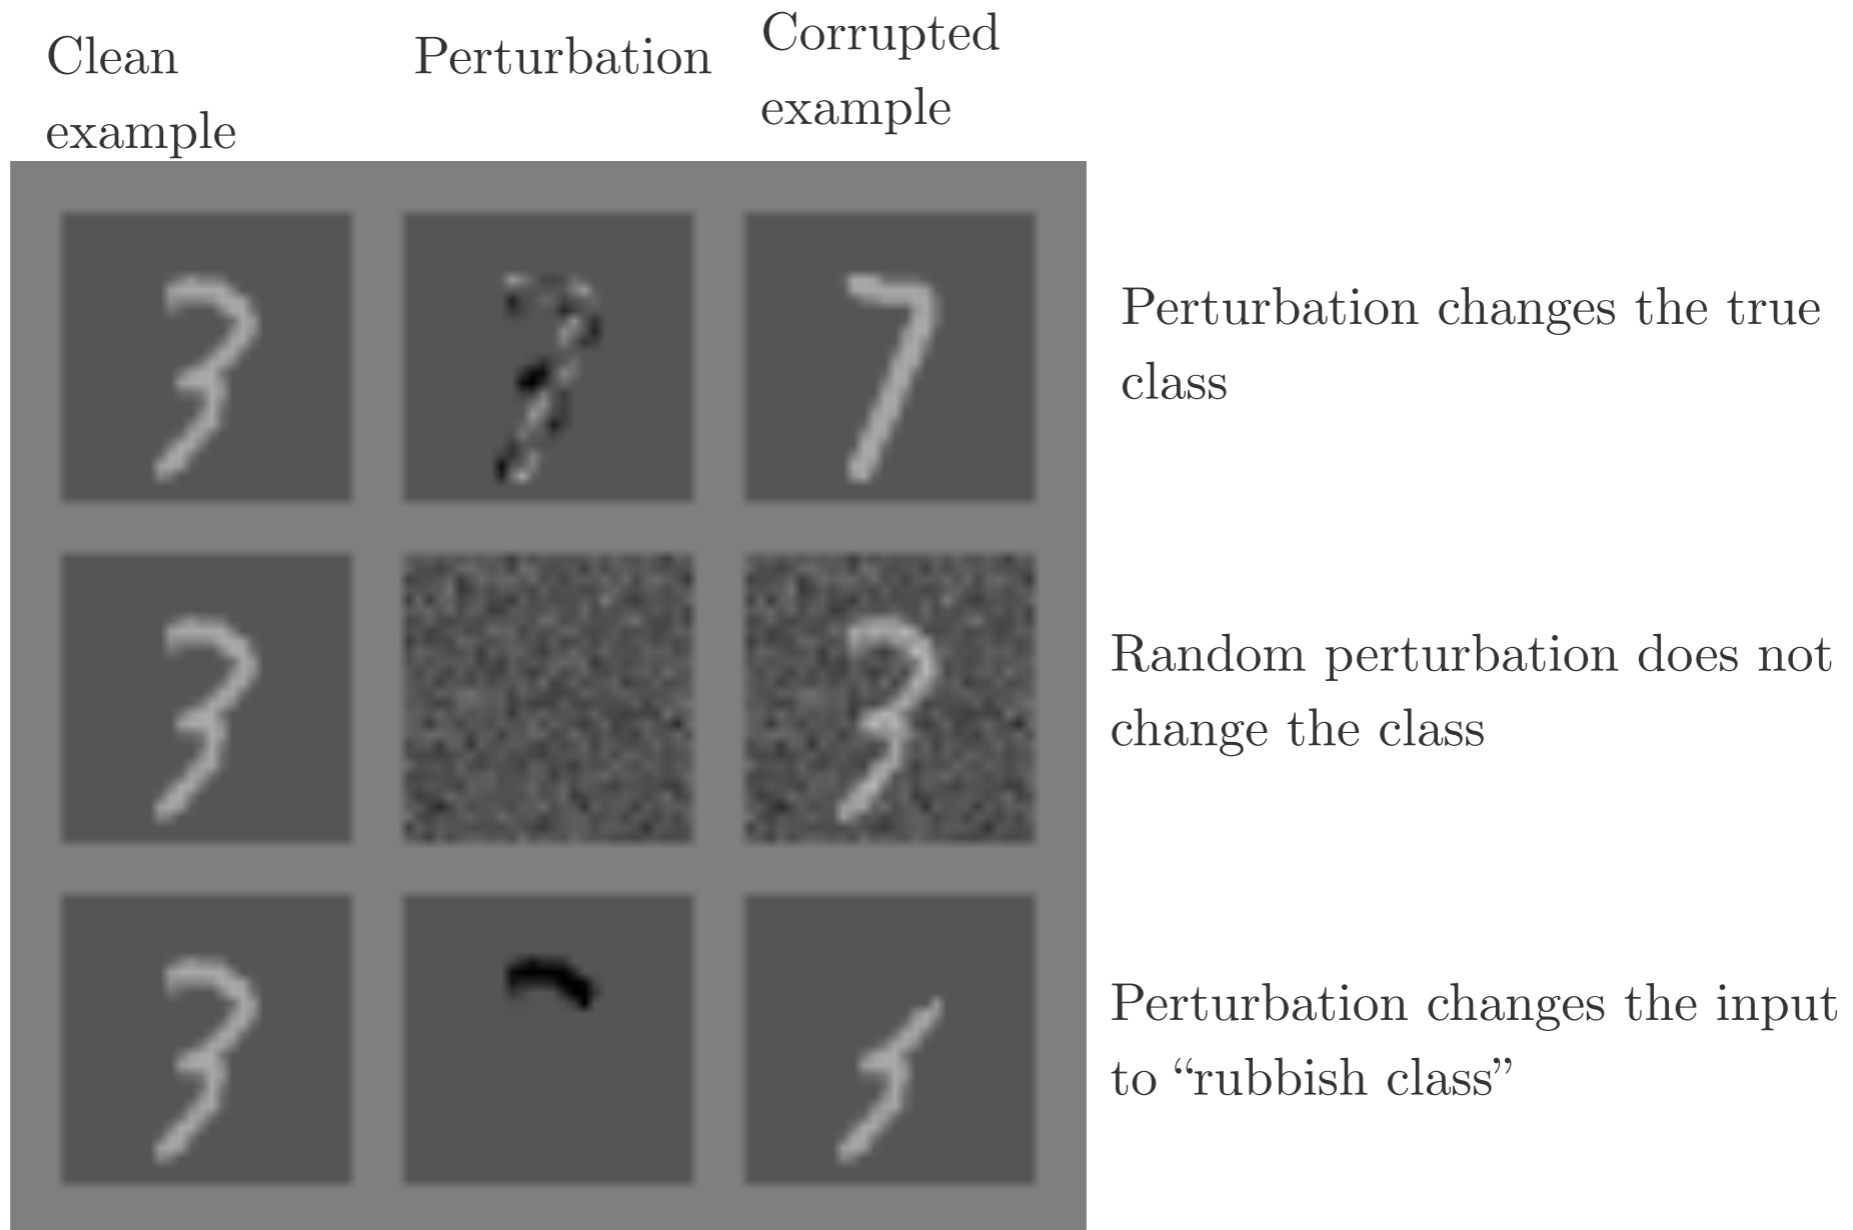 Clean
example
Perturbation
Corrupted
example
Perturbation changes the true
class
Random perturbation does not
change the class
Perturbation changes the input
to “rubbish class”